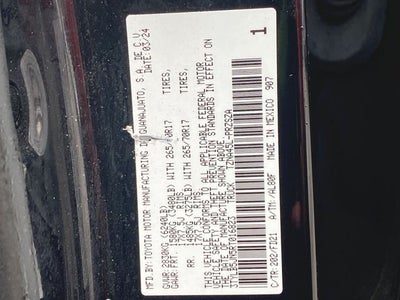 MFD. BY TOYOTA MOTOR MANUFACTURING DE GUANAJUATO, S.A. DE C.V.
DATE: 03/24
GVWR: 2830KG (6240LB)
GAWR: FRT. 1580KG (3480LB) WITH 265/70R17 TIRES,
RR. 1485KG (3275LB) WITH 265/70R17 TIRES,
THIS VEHICLE CONFORMS TO ALL APPLICABLE FEDERAL MOTOR
VEHICLE SAFETY AND THEFT PREVENTION STANDARDS IN EFFECT ON
THE DATE OF MANUFACTURE SHOWN ABOVE.
TRUCK
1
C/TR: 202/FD21
A/TM: /AL80F
MADE IN MEXICO
907